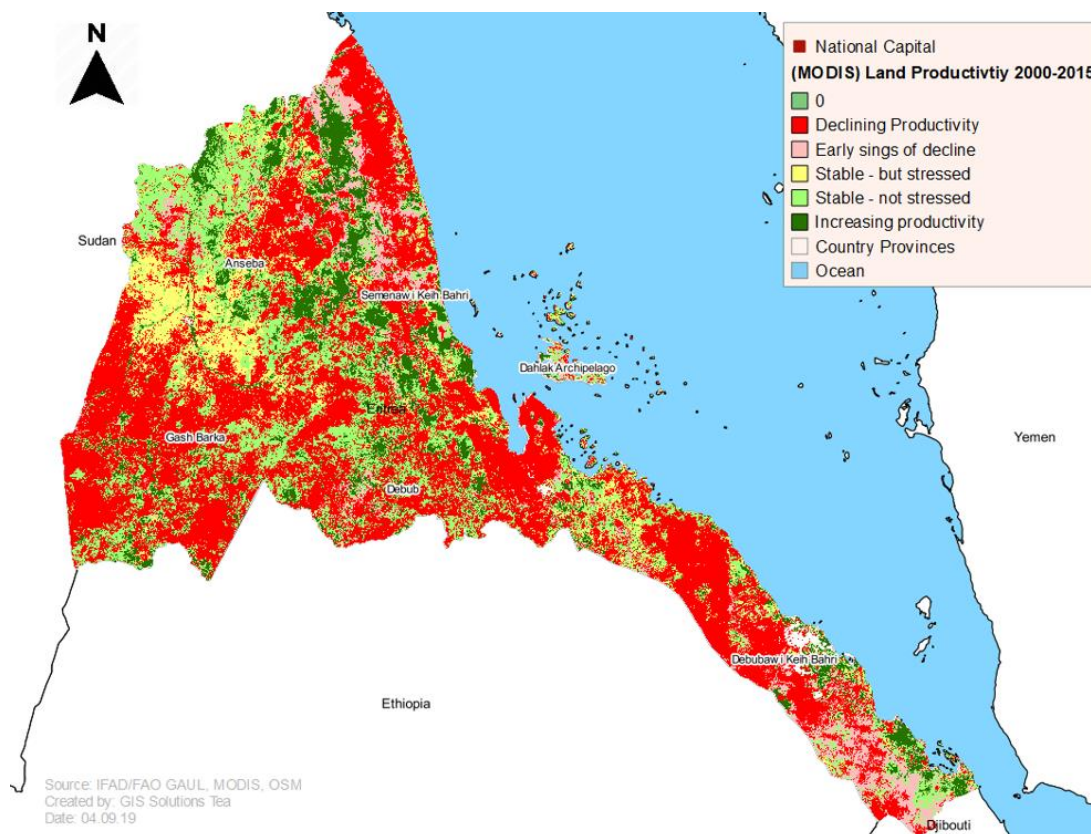 N
National Capital
(MODIS) Land Productivtiy 2000-2015
0
Declining Productivity
Early sings of decline
Stable - but stressed
Stable - not stressed
Increasing productivity
Country Provinces
Ocean
Sudan
Anseba
Semenawi Keih Bahri
Dahlak Archipelago
Eritrea
Gash Barka
Yemen
Debub
Debubawi Keih Bahri
Ethiopia
Source: IFAD/FAO GAUL, MODIS, OSM
Created by: GIS Solutions Tea
Date: 04.09.19
Djibouti